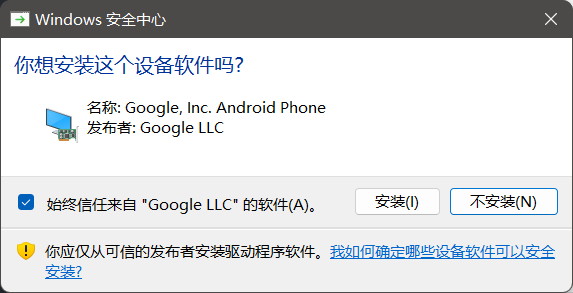 Windows 安全中心
你想安装这个设备软件吗?
名称: Google, Inc. Android Phone
发布者: Google LLC
始终信任来自 "Google LLC" 的软件(A)。
安装(I)
不安装(N)
你应仅从可信的发布者安装驱动程序软件。我如何确定哪些设备软件可以安全
安装?